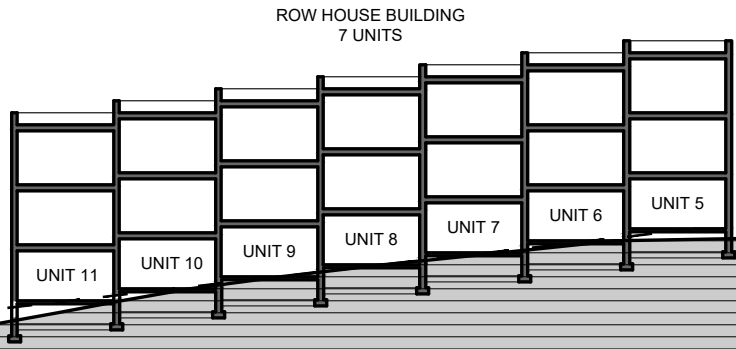 ROW HOUSE BUILDING
7 UNITS
UNIT 11
UNIT 10
UNIT 9
UNIT 8
UNIT 7
UNIT 6
UNIT 5